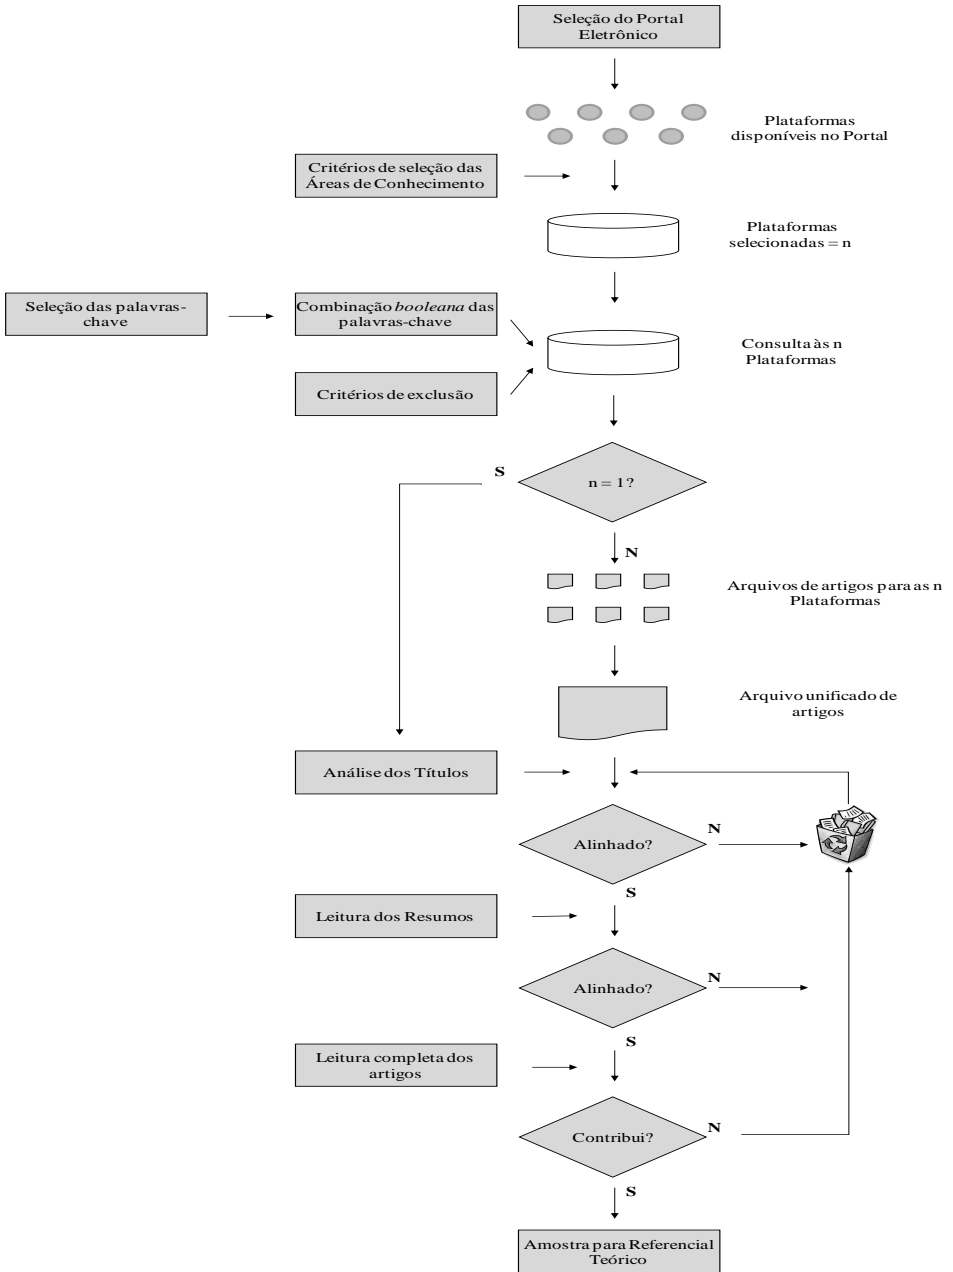 Seleção do Portal
Eletrônico
Plataformas
disponíveis no Portal
Critérios de seleção das
Áreas de Conhecimento
Plataformas
selecionadas = n
Seleção das palavras-
chave
Combinação booleana das
palavras-chave
Consulta às n
Plataformas
Critérios de exclusão
S
n = 1?
N
Arquivos de artigos para as n
Plataformas
Arquivo unificado de
artigos
Análise dos Títulos
N
Alinhado?
S
Leitura dos Resumos
N
Alinhado?
S
Leitura completa dos
artigos
N
Contribui?
S
Amostra para Referencial
Teórico